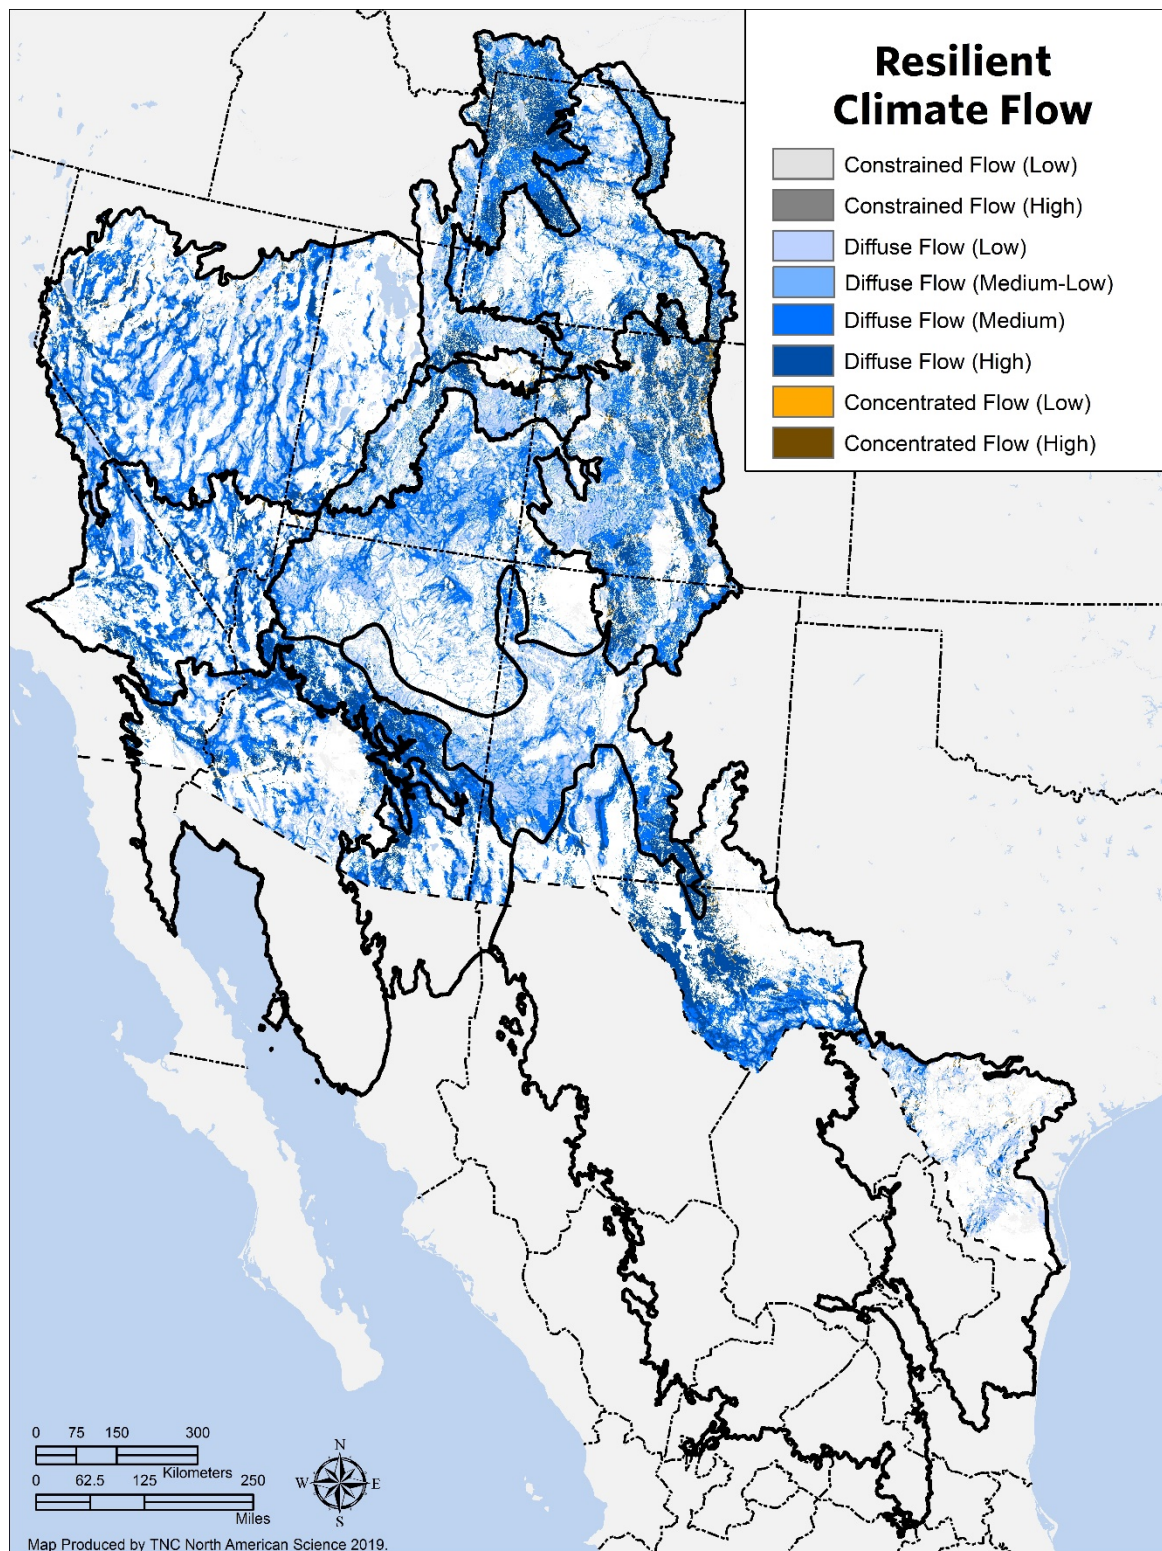 Resilient
Climate Flow
Constrained Flow (Low)
Constrained Flow (High)
Diffuse Flow (Low)
Diffuse Flow (Medium-Low)
Diffuse Flow (Medium)
Diffuse Flow (High)
Concentrated Flow (Low)
Concentrated Flow (High)
0 75 150 300
Kilometers
0 62.5 125 250
Miles
N
W E
S
Map Produced by TNC North American Science 2019.